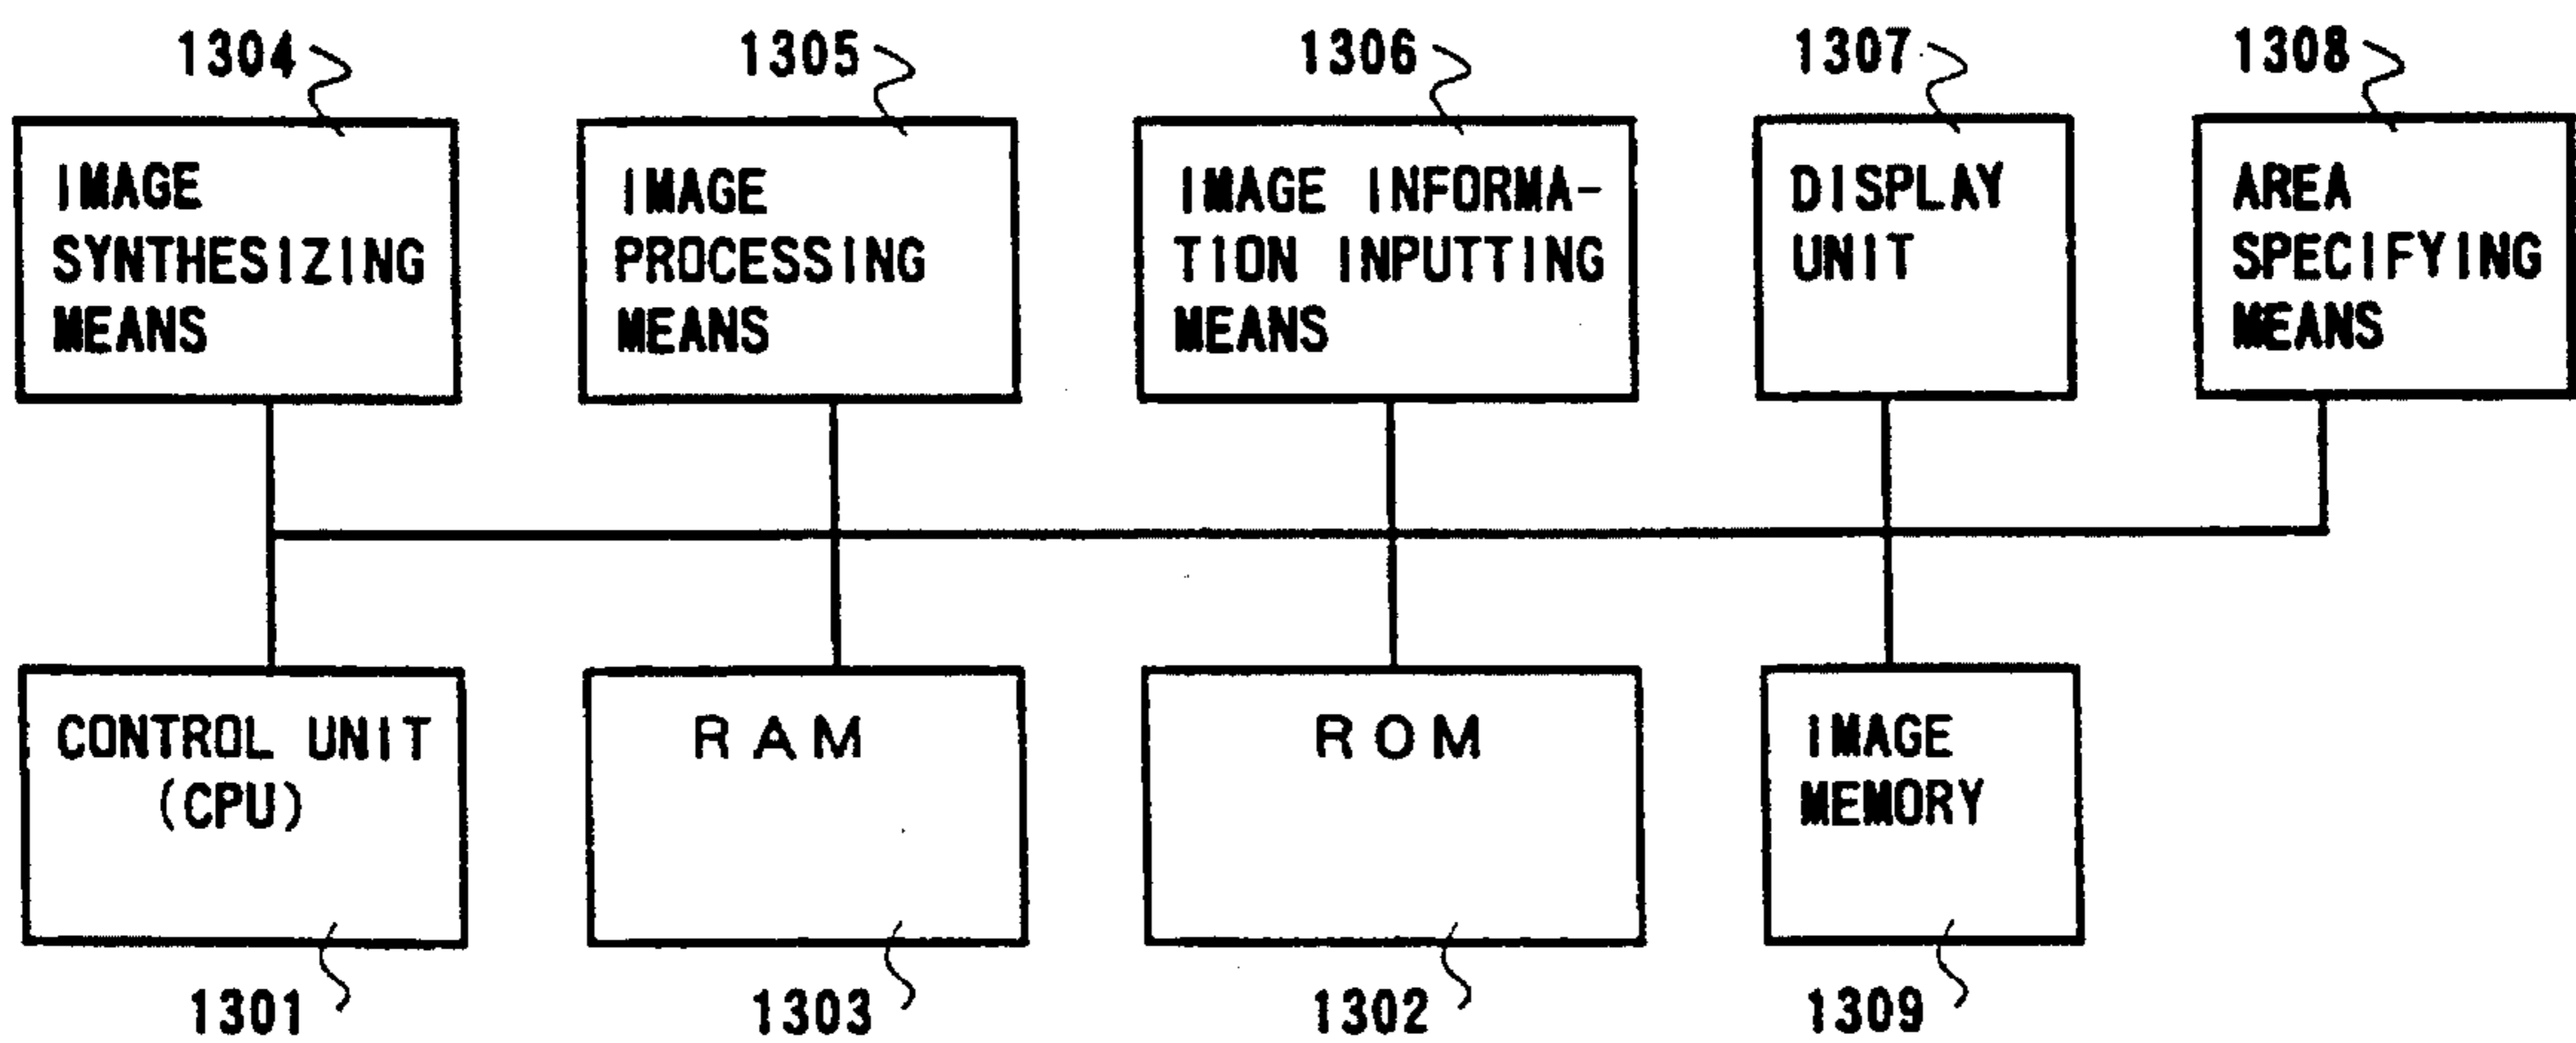 1304
1305
1306
1307
1308
IMAGE
SYNTHESIZING
MEANS
IMAGE
PROCESSING
MEANS
IMAGE INFORMA-
TION INPUTTING
MEANS
DISPLAY
UNIT
AREA
SPECIFYING
MEANS
CONTROL UNIT
(CPU)
RAM
ROM
IMAGE
MEMORY
1301
1303
1302
1309